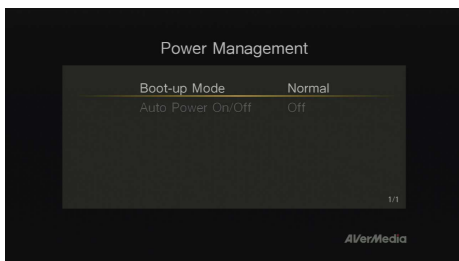 Power Management
Boot-up Mode Normal
Auto Power On/Off Off
1/1
AVerMedia